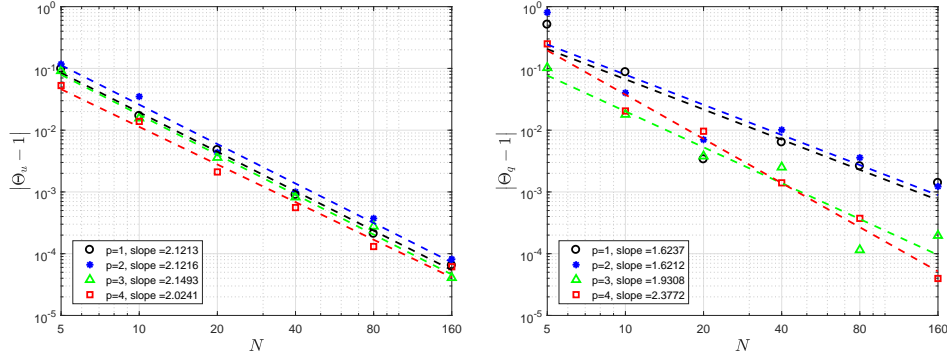 10^0
10^-1
10^-2
10^-3
10^-4
10^-5
|Θ_u − 1|
p=1, slope =2.1213
p=2, slope =2.1216
p=3, slope =2.1493
p=4, slope =2.0241
5 10 20 40 80 160
N
10^0
10^-1
10^-2
10^-3
10^-4
10^-5
|Θ_q − 1|
p=1, slope =1.6237
p=2, slope =1.6212
p=3, slope =1.9308
p=4, slope =2.3772
5 10 20 40 80 160
N